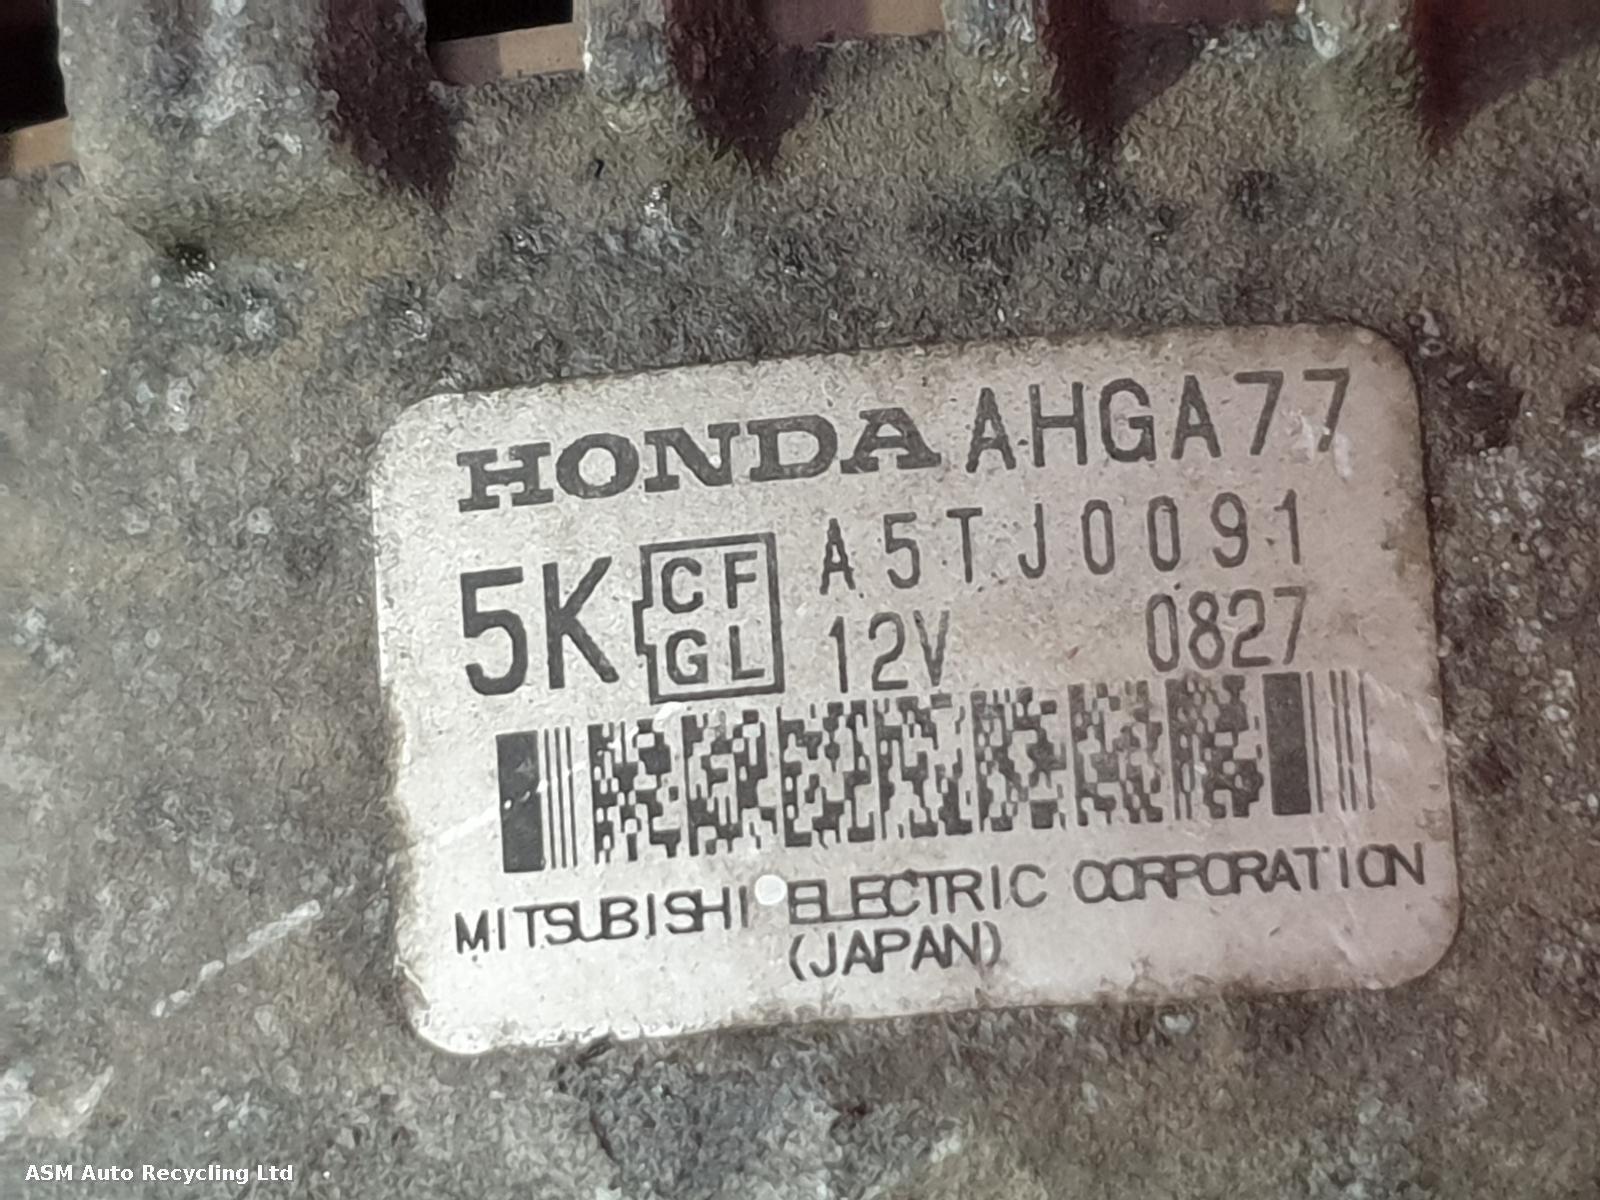 HONDA AHGA77
5K CF GL A5TJ0091
12V 0827
MITSUBISHI ELECTRIC CORPORATION
(JAPAN)
ASM Auto Recycling Ltd